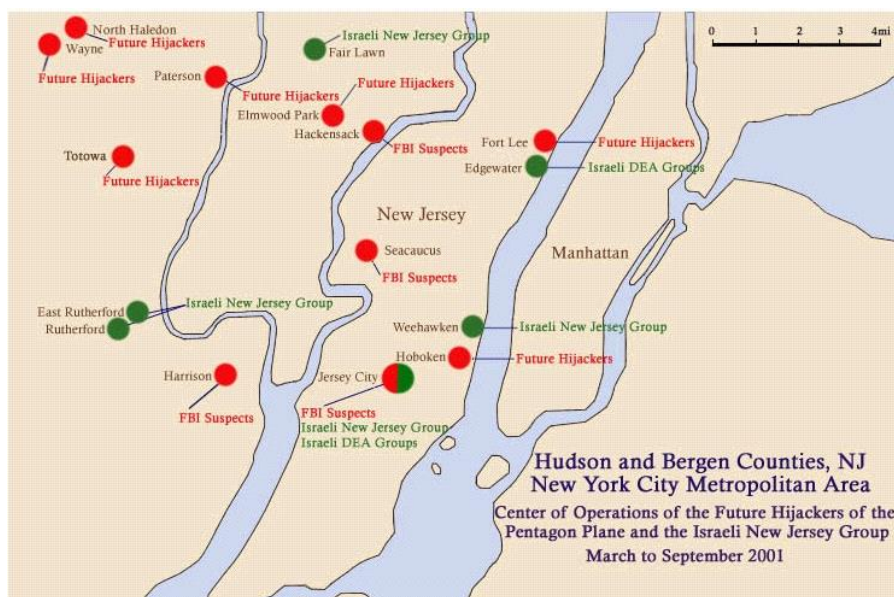 North Haledon
Future Hijackers
Wayne
Future Hijackers
Paterson
Future Hijackers
Israeli New Jersey Group
Fair Lawn
Future Hijackers
Elmwood Park
Hackensack
FBI Suspects
0 1 2 3 4mi
Fort Lee
Future Hijackers
Edgewater
Israeli DEA Groups
Totowa
Future Hijackers
New Jersey
Manhattan
Seacaucus
FBI Suspects
East Rutherford
Israeli New Jersey Group
Rutherford
Weehawken
Israeli New Jersey Group
Hoboken
Future Hijackers
Harrison
FBI Suspects
Jersey City
FBI Suspects
Israeli New Jersey Group
Israeli DEA Groups
Hudson and Bergen Counties, NJ
New York City Metropolitan Area
Center of Operations of the Future Hijackers of the
Pentagon Plane and the Israeli New Jersey Group
March to September 2001